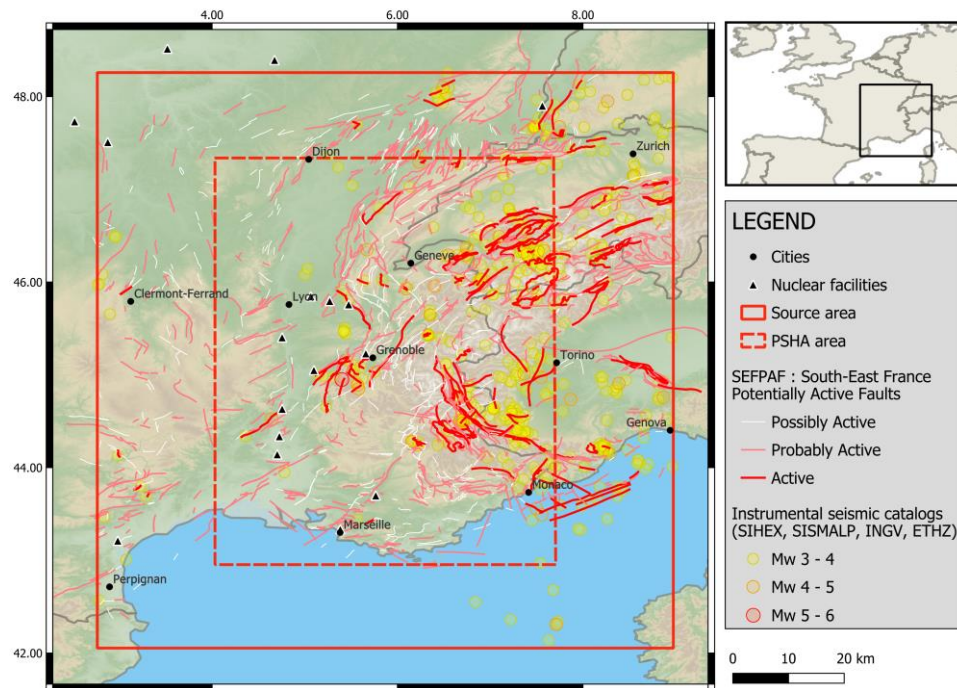 4.00
6.00
8.00
48.00
46.00
44.00
42.00
Dijon
Zurich
Geneve
Clermont-Ferrand
Lyon
Grenoble
Torino
Genova
Monaco
Marseille
Perpignan
LEGEND
Cities
Nuclear facilities
Source area
PSHA area
SEFPAF : South-East France
Potentially Active Faults
Possibly Active
Probably Active
Active
Instrumental seismic catalogs
(SIHEX, SISMALP, INGV, ETHZ)
Mw 3 - 4
Mw 4 - 5
Mw 5 - 6
0 10 20 km